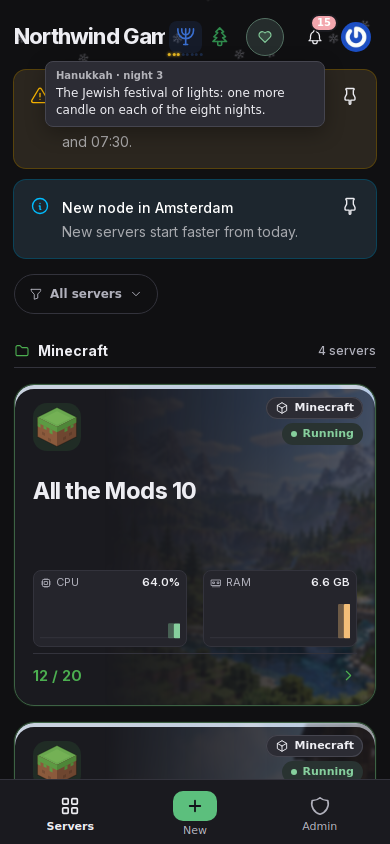 Northwind Gam
15
Hanukkah · night 3
The Jewish festival of lights: one more
candle on each of the eight nights.
and 07:30.
New node in Amsterdam
New servers start faster from today.
All servers
Minecraft
4 servers
Minecraft
Running
All the Mods 10
CPU
64.0%
RAM
6.6 GB
12 / 20
Minecraft
Running
Servers
New
Admin